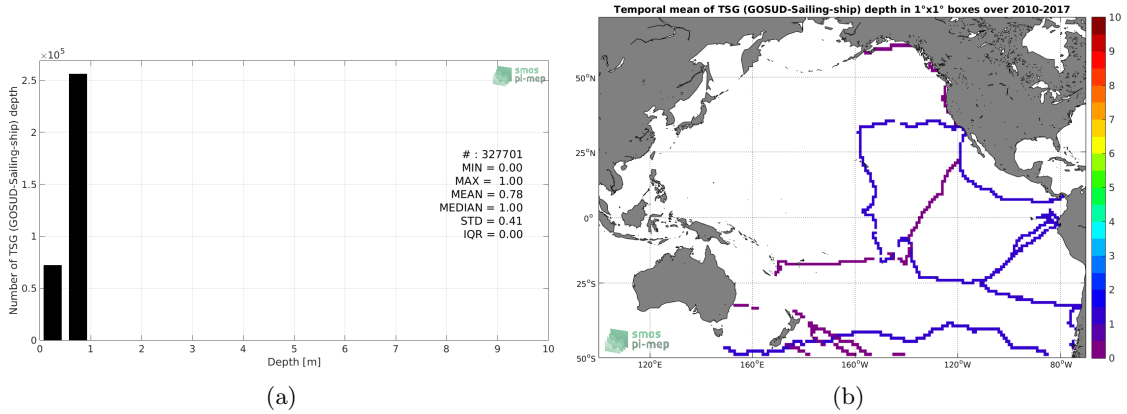 ×10⁵
2.5
2
1.5
1
0.5
0
Number of TSG (GOSUD-Sailing-ship) depth
smos
pi-mep
# : 327701
MIN = 0.00
MAX = 1.00
MEAN = 0.78
MEDIAN = 1.00
STD = 0.41
IQR = 0.00
0 1 2 3 4 5 6 7 8 9 10
Depth [m]
(a)
Temporal mean of TSG (GOSUD-Sailing-ship) depth in 1°x1° boxes over 2010-2017
50°N
25°N
0°
25°S
50°S
smos
pi-mep
120°E 160°E 160°W 120°W 80°W
10
9
8
7
6
5
4
3
2
1
0
(b)